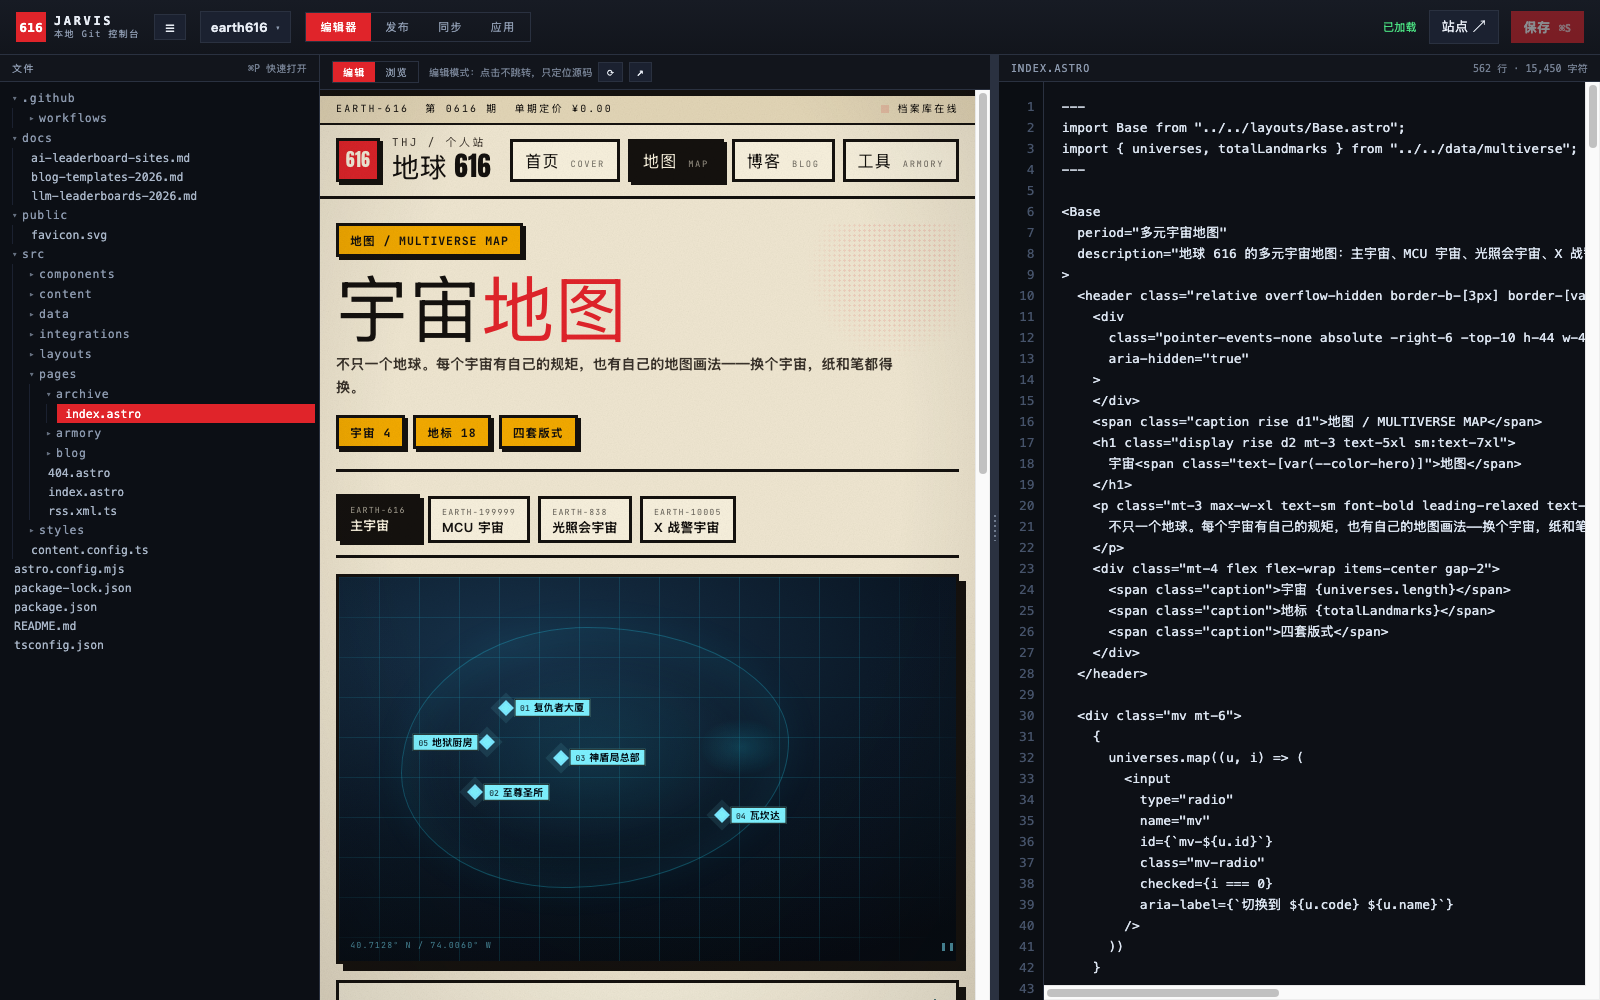 616 JARVIS
本地 Git 控制台
☰
earth616
编辑器 发布 同步 应用
已加载
站点 ↗
保存 ⌘S
文件
⌘P 快速打开
.github
workflows
docs
ai-leaderboard-sites.md
blog-templates-2026.md
llm-leaderboards-2026.md
public
favicon.svg
src
components
content
data
integrations
layouts
pages
archive
index.astro
armory
blog
404.astro
index.astro
rss.xml.ts
styles
content.config.ts
astro.config.mjs
package-lock.json
package.json
README.md
tsconfig.json
编辑 浏览
编辑模式: 点击不跳转, 只定位源码
EARTH-616 第 0616 期 单期定价 ¥0.00
档案库在线
616
THJ / 个人站
地球 616
首页 COVER
地图 MAP
博客 BLOG
工具 ARMORY
地图 / MULTIVERSE MAP
宇宙地图
不只一个地球。每个宇宙有自己的规矩，也有自己的地图画法——换个宇宙，纸和笔都得
换。
宇宙 4
地标 18
四套版式
EARTH-616
主宇宙
EARTH-199999
MCU 宇宙
EARTH-838
光照会宇宙
EARTH-10005
X 战警宇宙
01 复仇者大厦
05 地狱厨房
03 神盾局总部
02 至尊圣所
04 瓦坎达
40.7128° N / 74.0060° W
INDEX.ASTRO
562 行 · 15,450 字符
1 ---
2 import Base from "../../layouts/Base.astro";
3 import { universes, totalLandmarks } from "../../data/multiverse";
4 ---
5
6 <Base
7 period="多元宇宙地图"
8 description="地球 616 的多元宇宙地图: 主宇宙、MCU 宇宙、光照会宇宙、X 战
9 >
10 <header class="relative overflow-hidden border-b-[3px] border-[va
11 <div
12 class="pointer-events-none absolute -right-6 -top-10 h-44 w-4
13 aria-hidden="true"
14 >
15 </div>
16 <span class="caption rise d1">地图 / MULTIVERSE MAP</span>
17 <h1 class="display rise d2 mt-3 text-5xl sm:text-7xl">
18 宇宙<span class="text-[var(--color-hero)]">地图</span>
19 </h1>
20 <p class="mt-3 max-w-xl text-sm font-bold leading-relaxed text-
21 不只一个地球。每个宇宙有自己的规矩，也有自己的地图画法——换个宇宙，纸和笔
22 </p>
23 <div class="mt-4 flex flex-wrap items-center gap-2">
24 <span class="caption">宇宙 {universes.length}</span>
25 <span class="caption">地标 {totalLandmarks}</span>
26 <span class="caption">四套版式</span>
27 </div>
28 </header>
29
30 <div class="mv mt-6">
31 {
32 universes.map((u, i) => (
33 <input
34 type="radio"
35 name="mv"
36 id={`mv-${u.id}`}
37 class="mv-radio"
38 checked={i === 0}
39 aria-label={`切换到 ${u.code} ${u.name}`}
40 />
41 ))
42 }
43